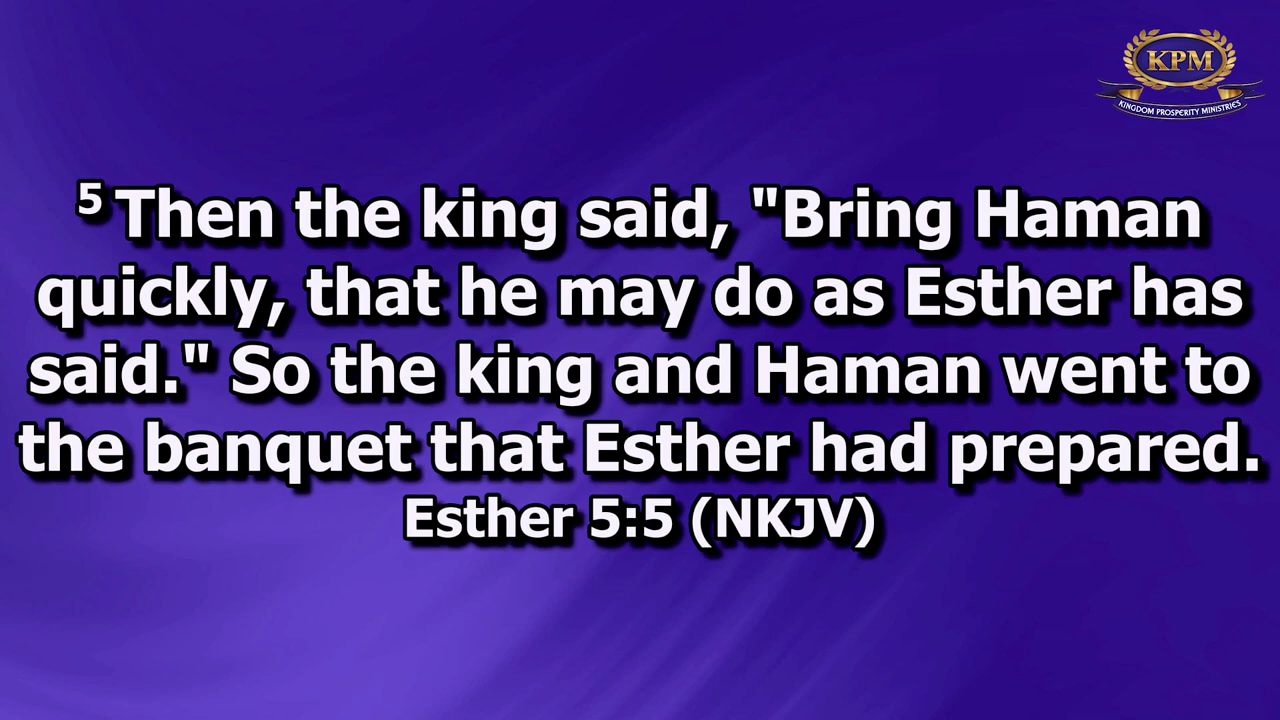 KPM
KINGDOM PROSPERITY MINISTRIES
5 Then the king said, "Bring Haman
quickly, that he may do as Esther has
said." So the king and Haman went to
the banquet that Esther had prepared.
Esther 5:5 (NKJV)